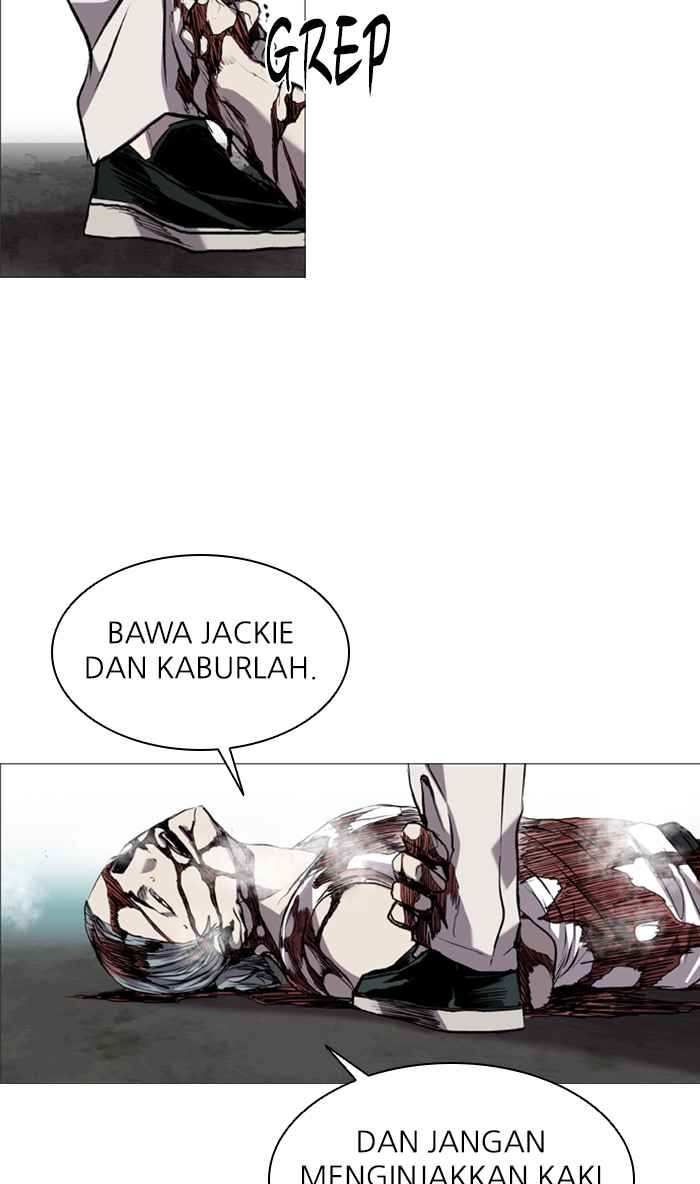 GREP
BAWA JACKIE
DAN KABURLAH.
DAN JANGAN
MENGINJAKKAN KAKI